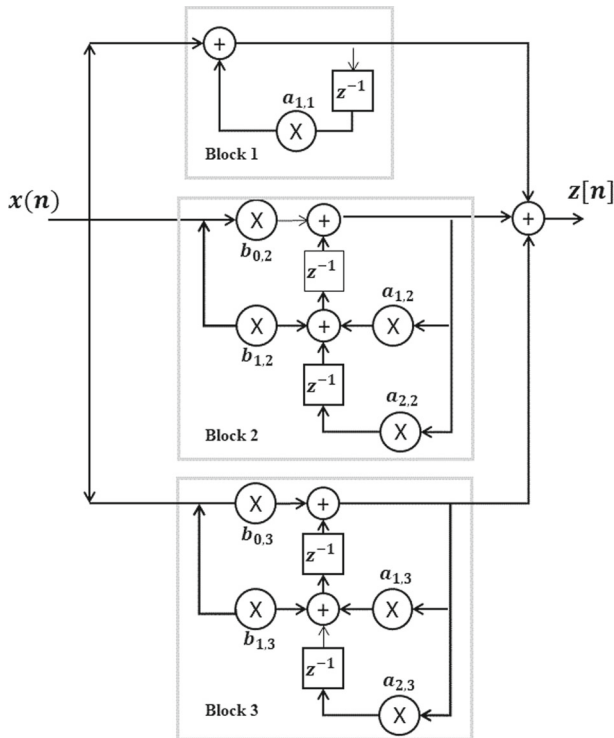 +
z⁻¹
a₁,₁
X
Block 1
x(n)
z[n]
X
+
+
b₀,₂
z⁻¹
a₁,₂
X
+
X
b₁,₂
z⁻¹
a₂,₂
X
Block 2
X
+
b₀,₃
z⁻¹
a₁,₃
X
+
X
b₁,₃
z⁻¹
a₂,₃
X
Block 3